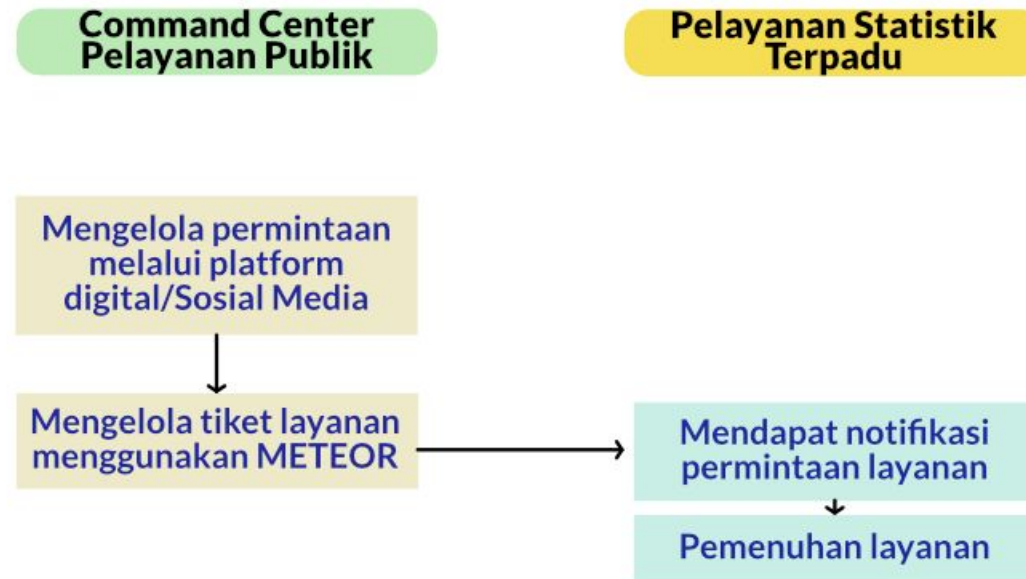 Command Center
Pelayanan Publik
Pelayanan Statistik
Terpadu
Mengelola permintaan
melalui platform
digital/Sosial Media
Mengelola tiket layanan
menggunakan METEOR
Mendapat notifikasi
permintaan layanan
Pemenuhan layanan